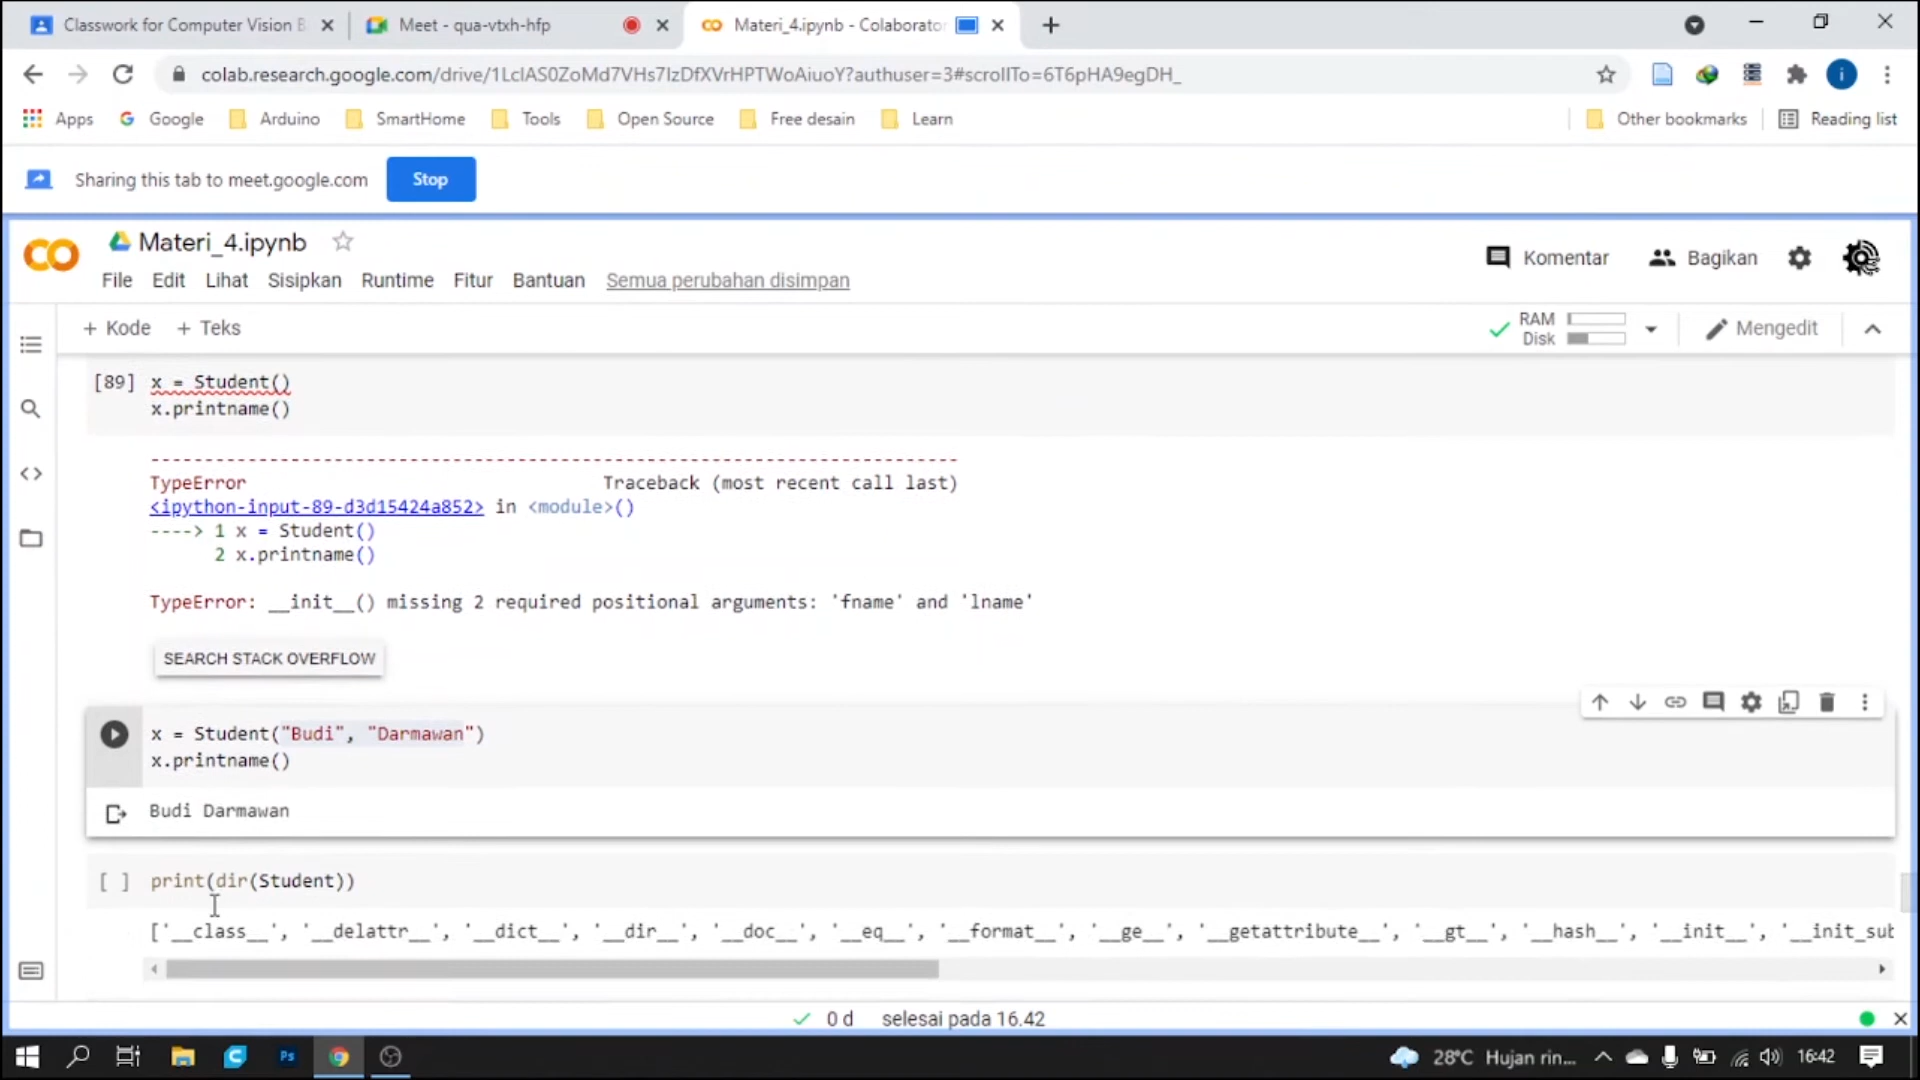 Classwork for Computer Vision B
Meet - qua-vtxh-hfp
Materi_4.ipynb - Colaborator
colab.research.google.com/drive/1LclAS0ZoMd7VHs7IzDfXVrHPTWoAiuoY?authuser=3#scrollTo=6T6pHA9egDH_
Apps
Google
Arduino
SmartHome
Tools
Open Source
Free desain
Learn
Other bookmarks
Reading list
Sharing this tab to meet.google.com
Stop
Materi_4.ipynb
Komentar
Bagikan
File Edit Lihat Sisipkan Runtime Fitur Bantuan Semua perubahan disimpan
+ Kode + Teks
RAM
Disk
Mengedit
[89] x = Student()
x.printname()
---------------------------------------------------------------------------
TypeError Traceback (most recent call last)
<ipython-input-89-d3d15424a852> in <module>()
----> 1 x = Student()
2 x.printname()
TypeError: __init__() missing 2 required positional arguments: 'fname' and 'lname'
SEARCH STACK OVERFLOW
x = Student("Budi", "Darmawan")
x.printname()
Budi Darmawan
[ ] print(dir(Student))
['__class__', '__delattr__', '__dict__', '__dir__', '__doc__', '__eq__', '__format__', '__ge__', '__getattribute__', '__gt__', '__hash__', '__init__', '__init_sub
0 d selesai pada 16.42
Ps
28°C Hujan rin...
16:42